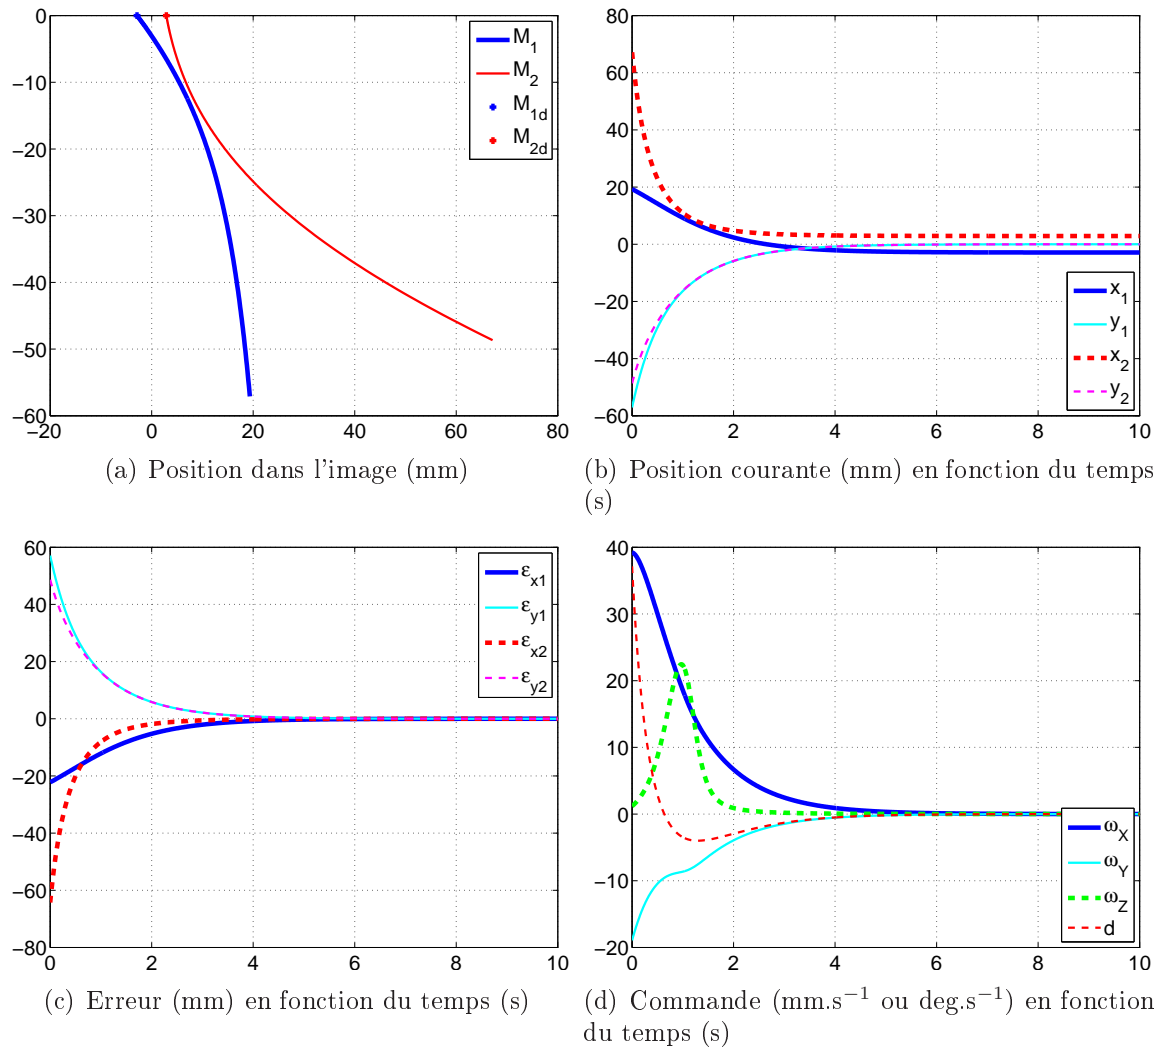 0
−10
−20
−30
−40
−50
−60
−20 0 20 40 60 80
M1
M2
M1d
M2d
(a) Position dans l'image (mm)
80
60
40
20
0
−20
−40
−60
0 2 4 6 8 10
x1
y1
x2
y2
(b) Position courante (mm) en fonction du temps
(s)
60
40
20
0
−20
−40
−60
−80
0 2 4 6 8 10
εx1
εy1
εx2
εy2
(c) Erreur (mm) en fonction du temps (s)
40
30
20
10
0
−10
−20
0 2 4 6 8 10
ωX
ωY
ωZ
d
(d) Commande (mm.s⁻¹ ou deg.s⁻¹) en fonction
du temps (s)